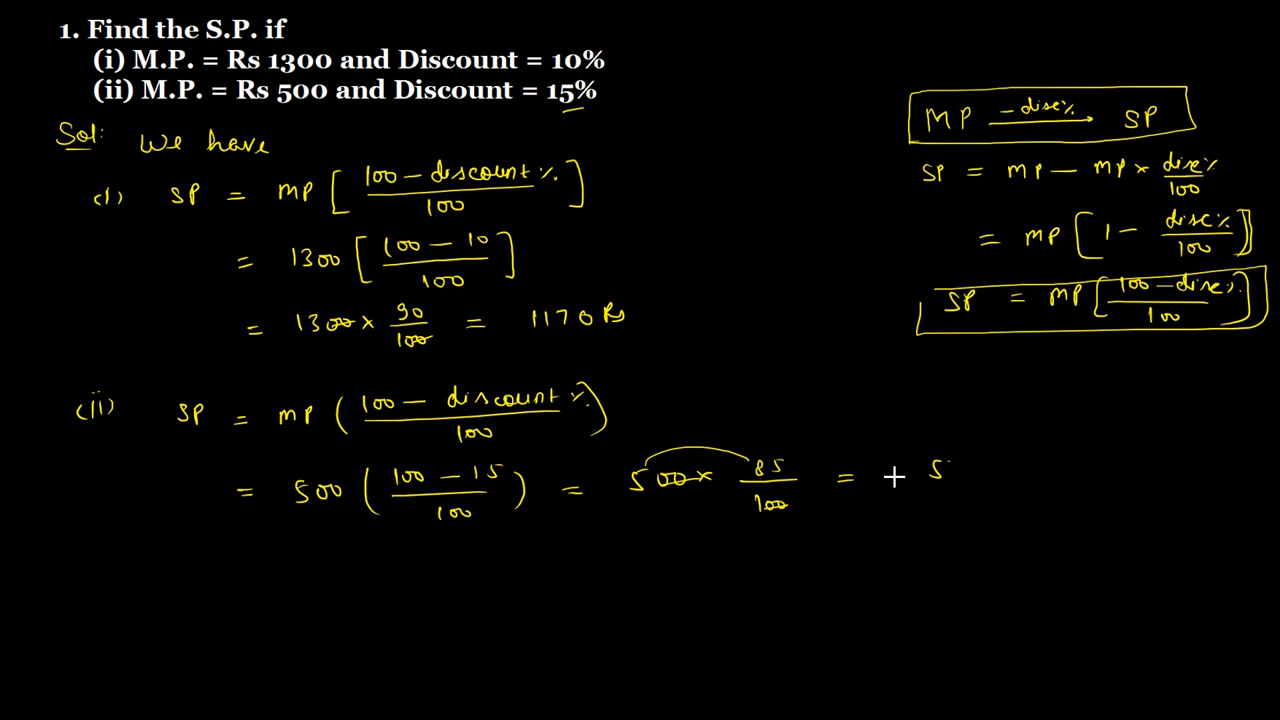 1. Find the S.P. if
(i) M.P. = Rs 1300 and Discount = 10%
(ii) M.P. = Rs 500 and Discount = 15%
Sol: We have
(i) SP = MP [ (100 - discount %) / 100 ]
= 1300 [ (100 - 10) / 100 ]
= 1300 × 90/100 = 1170 Rs
(ii) SP = MP ( (100 - discount %) / 100 )
= 500 ( (100 - 15) / 100 ) = 500 × 85/100 = 5
MP - disc% → SP
SP = MP - MP × disc%/100
= MP [ 1 - disc%/100 ]
SP = MP [ (100 - disc%) / 100 ]